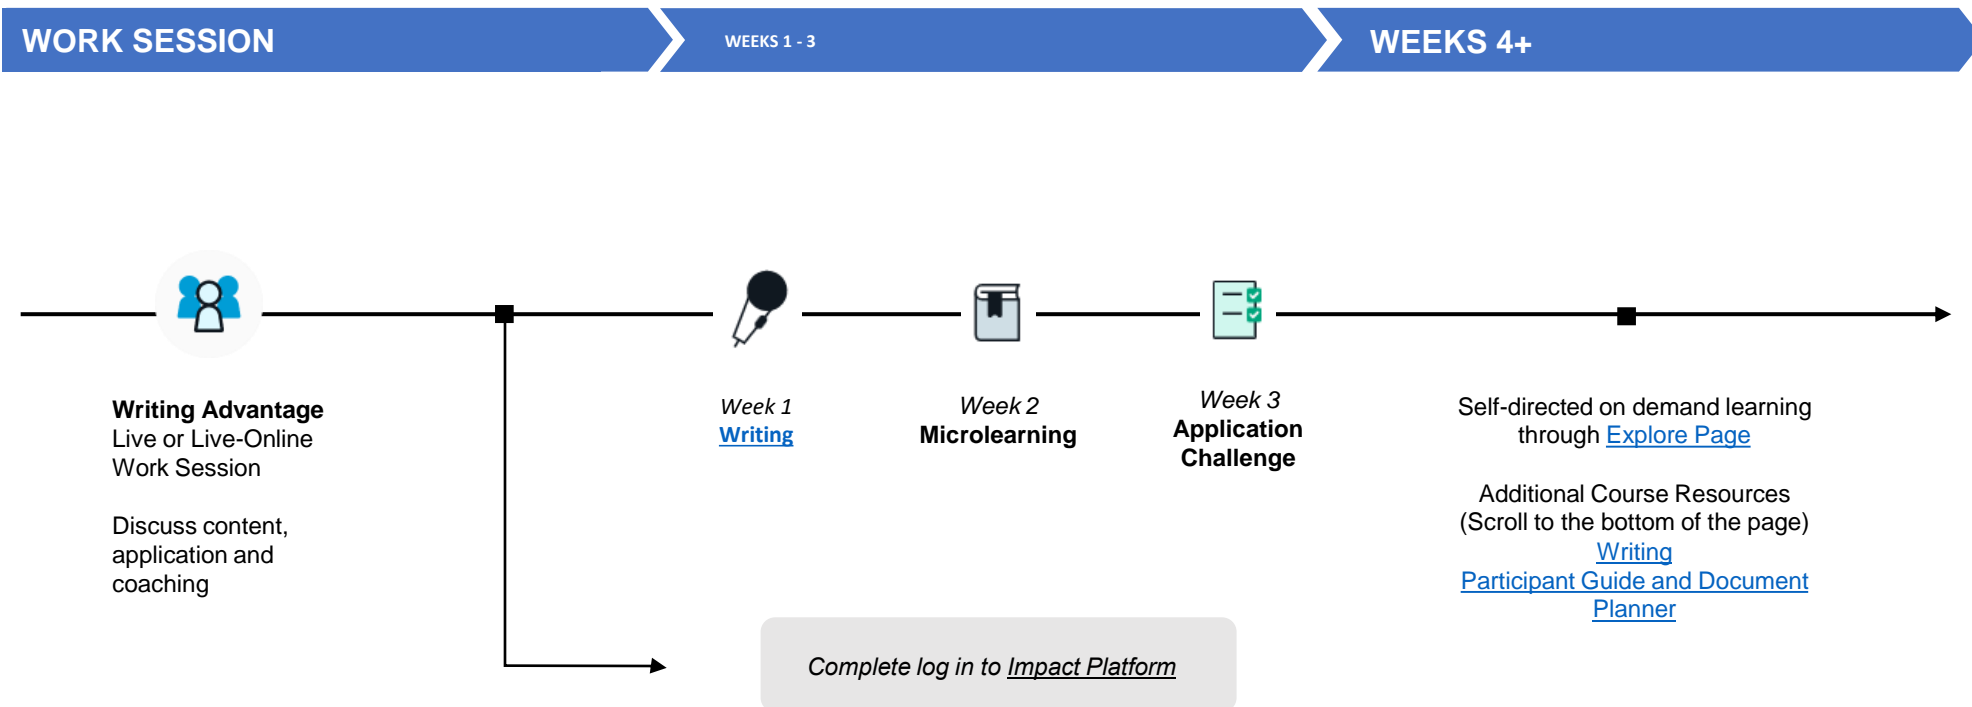 WORK SESSION
WEEKS 1 - 3
WEEKS 4+
Writing Advantage
Live or Live-Online
Work Session
Discuss content,
application and
coaching
Week 1
Writing
Week 2
Microlearning
Week 3
Application
Challenge
Self-directed on demand learning
through Explore Page
Additional Course Resources
(Scroll to the bottom of the page)
Writing
Participant Guide and Document
Planner
Complete log in to Impact Platform